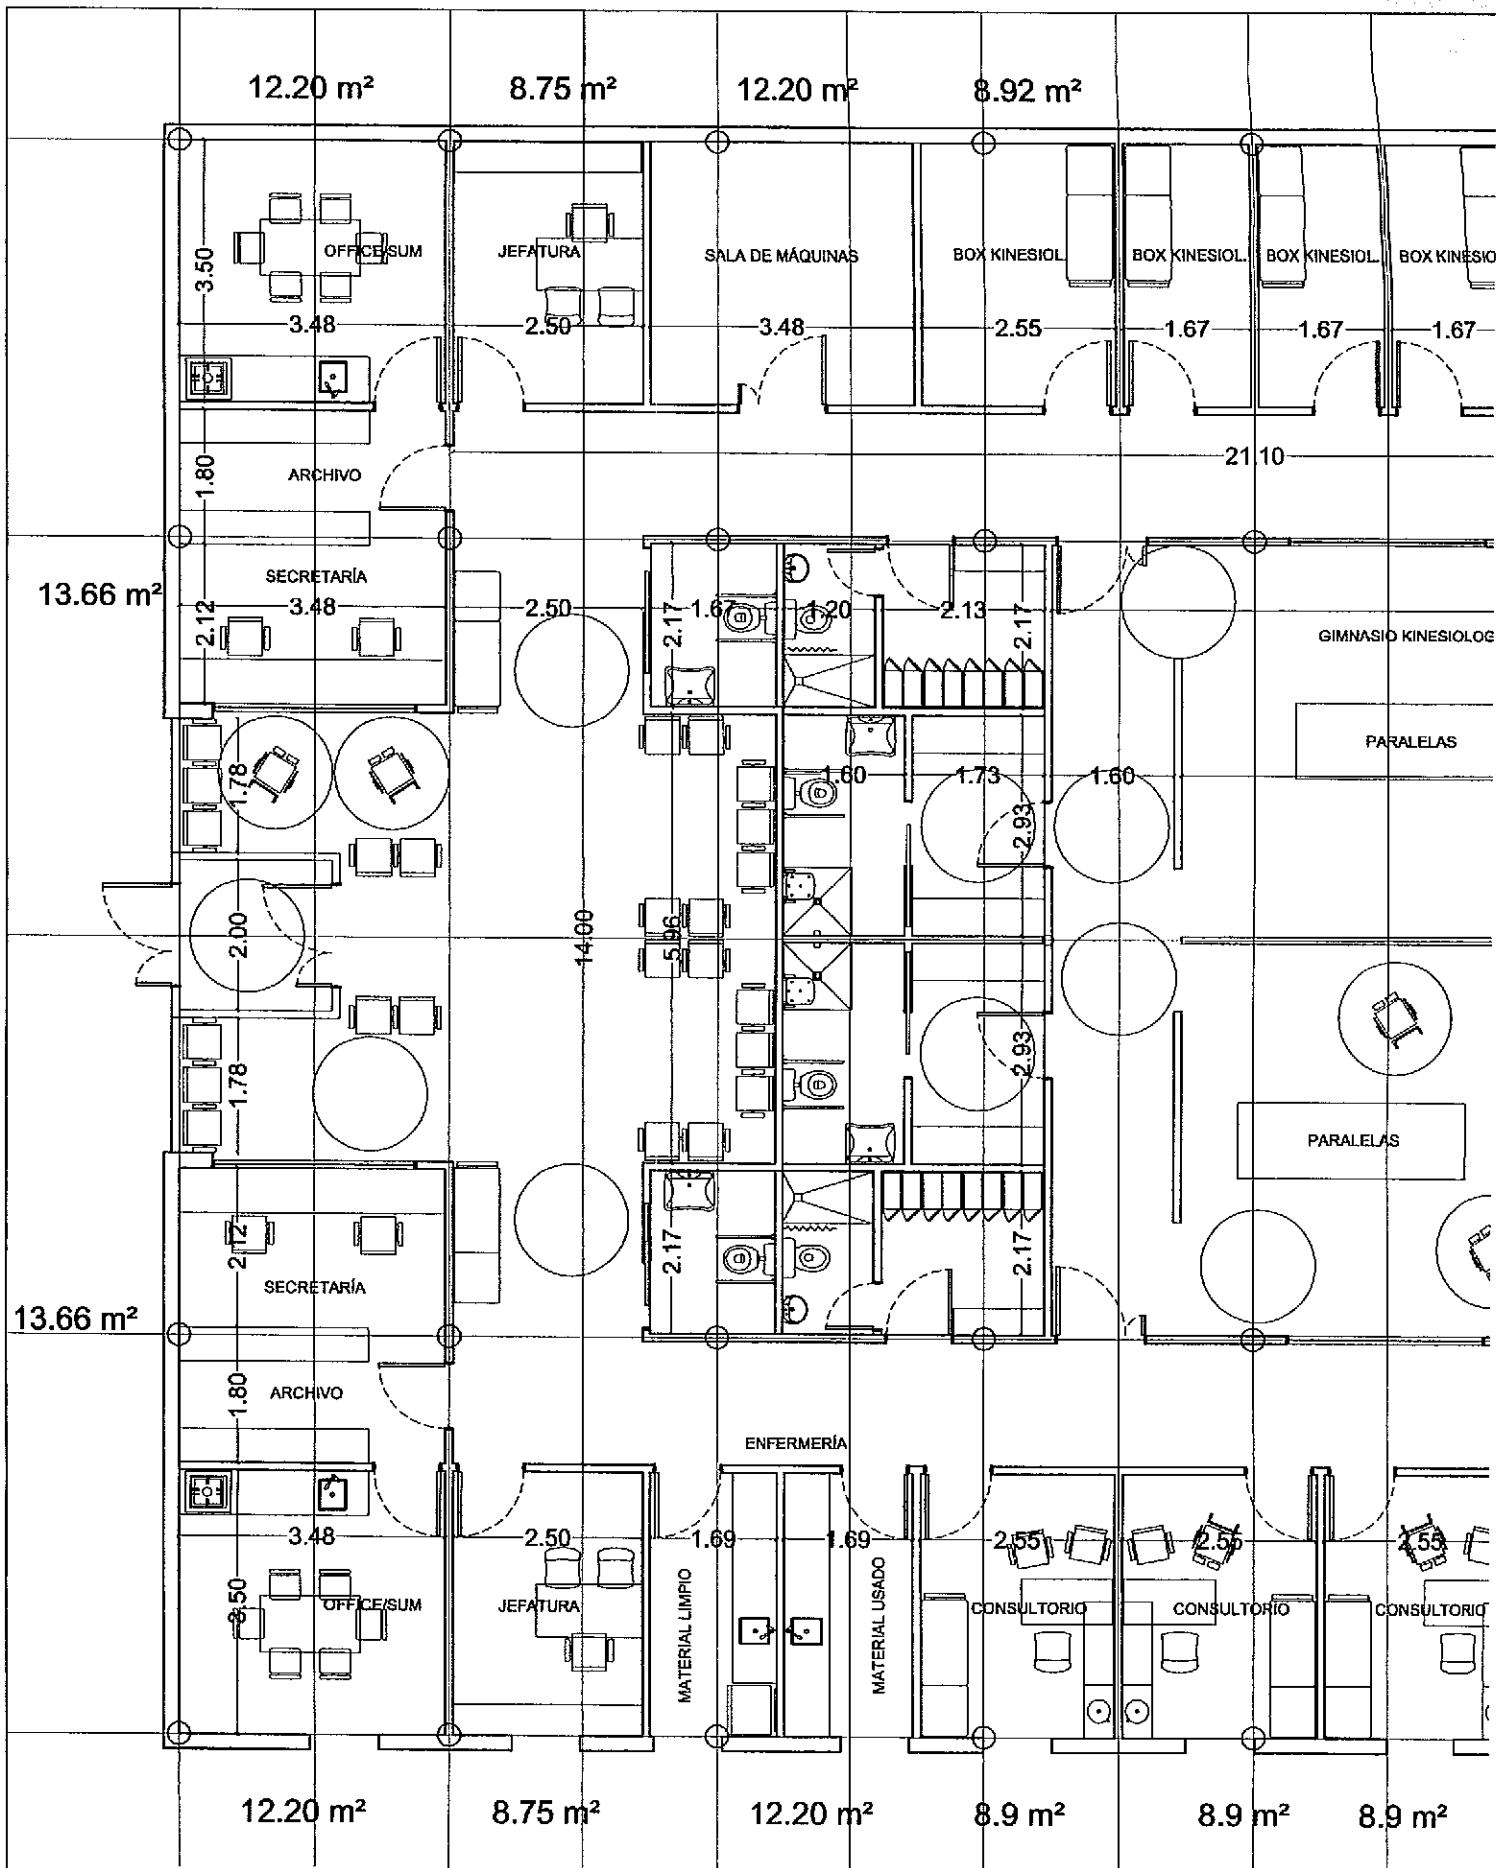 12.20 m²
8.75 m²
12.20 m²
8.92 m²
3.50
OFFICE/SUM
JEFATURA
SALA DE MÁQUINAS
BOX KINESIOL.
BOX KINESIOL.
BOX KINESIOL.
BOX KINESIO
3.48
2.50
3.48
2.55
1.67
1.67
1.67
1.80
ARCHIVO
21.10
13.66 m²
SECRETARÍA
3.48
2.12
2.50
2.17
1.67
1.20
2.13
2.17
GIMNASIO KINESIOLOG
PARALELAS
1.78
1.60
1.73
1.60
2.93
2.00
14.00
5.96
1.78
2.93
PARALELAS
2.12
2.17
2.17
SECRETARÍA
13.66 m²
1.80
ARCHIVO
ENFERMERÍA
3.48
2.50
1.69
1.69
2.55
2.55
2.55
3.50
OFFICE/SUM
JEFATURA
MATERIAL LIMPIO
MATERIAL USADO
CONSULTORIO
CONSULTORIO
CONSULTORIO
12.20 m²
8.75 m²
12.20 m²
8.9 m²
8.9 m²
8.9 m²